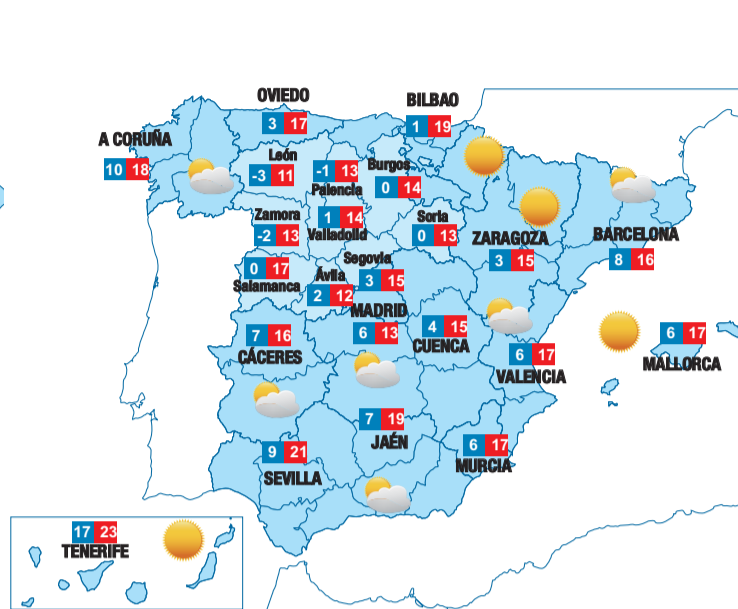 OVIEDO
3 17
BILBAO
1 19
A CORUÑA
10 18
León
-3 11
-1 13
Palencia
Burgos
0 14
Zamora
-2 13
1 14
Valladolid
Soria
0 13
ZARAGOZA
3 15
BARCELONA
8 16
0 17
Salamanca
Ávila
2 12
Segovia
3 15
MADRID
6 13
4 15
CUENCA
7 16
CÁCERES
6 17
VALENCIA
6 17
MALLORCA
7 19
JAÉN
9 21
SEVILLA
6 17
MURCIA
17 23
TENERIFE